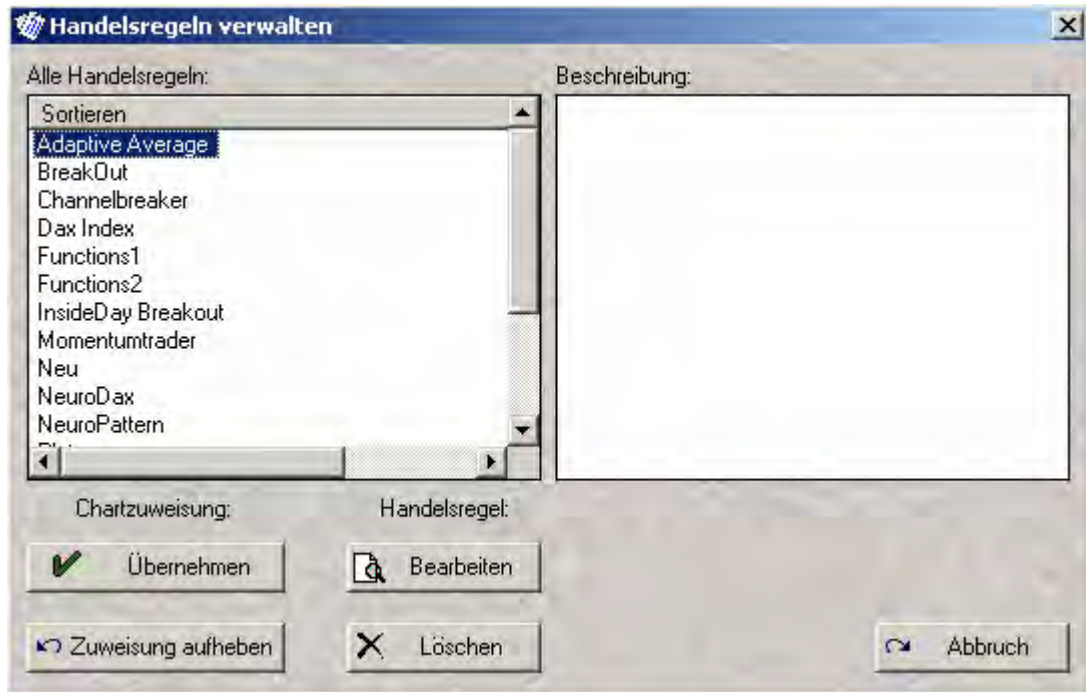 Handelsregeln verwalten
Alle Handelsregeln:
Beschreibung:
Sortieren
Adaptive Average
BreakOut
Channelbreaker
Dax Index
Functions1
Functions2
InsideDay Breakout
Momentumtrader
Neu
NeuroDax
NeuroPattern
Chartzuweisung:
Handelsregel:
Übernehmen
Bearbeiten
Zuweisung aufheben
Löschen
Abbruch